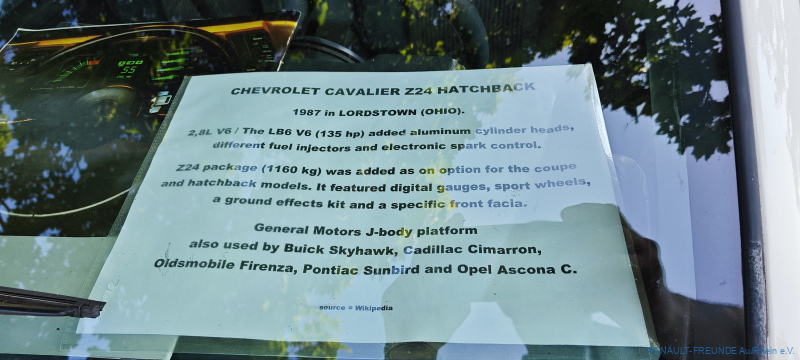 CHEVROLET CAVALIER Z24 HATCHBACK
1987 in LORDSTOWN (OHIO).
2,8L V6 / The LB6 V6 (135 hp) added aluminum cylinder heads,
different fuel injectors and electronic spark control.
Z24 package (1160 kg) was added as on option for the coupe
and hatchback models. It featured digital gauges, sport wheels,
a ground effects kit and a specific front facia.
General Motors J-body platform
also used by Buick Skyhawk, Cadillac Cimarron,
Oldsmobile Firenza, Pontiac Sunbird and Opel Ascona C.
source = Wikipedia